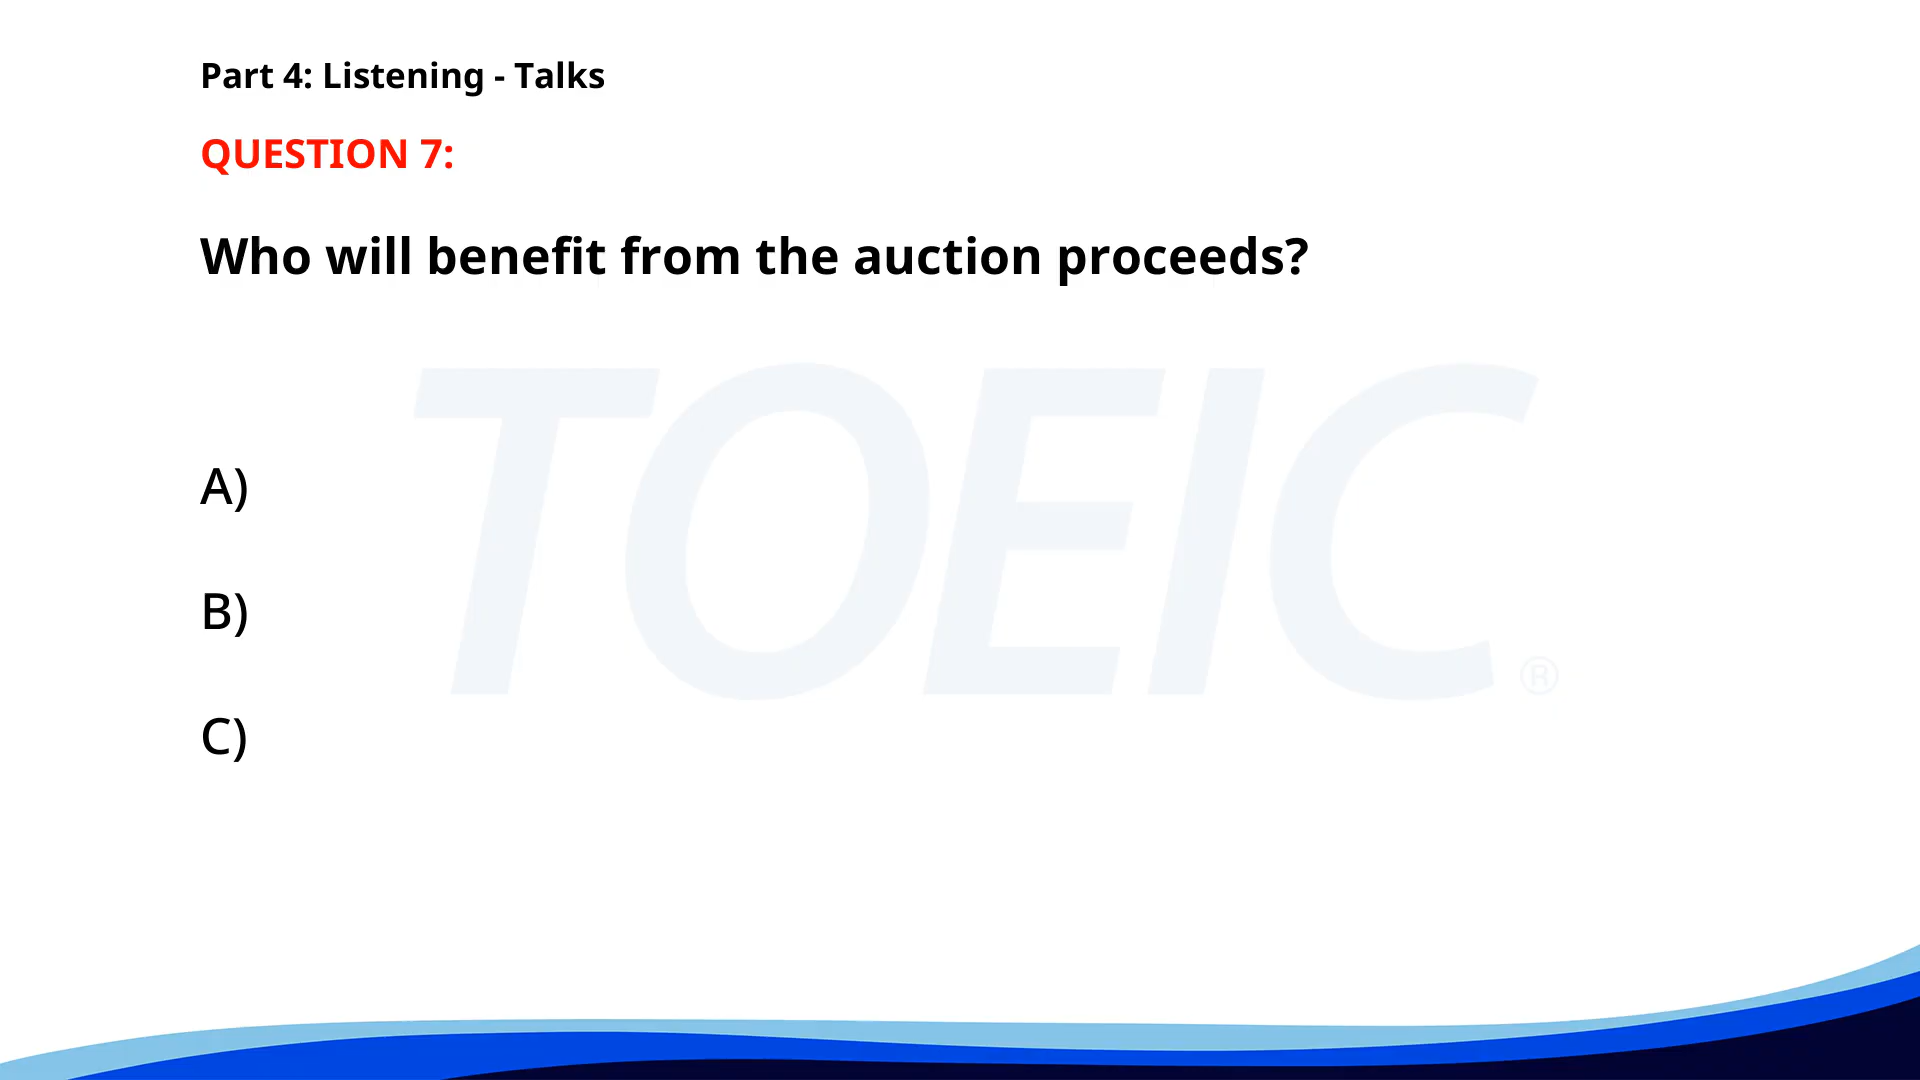 Part 4: Listening - Talks
QUESTION 7:
Who will benefit from the auction proceeds?
TOEIC®
A)
B)
C)